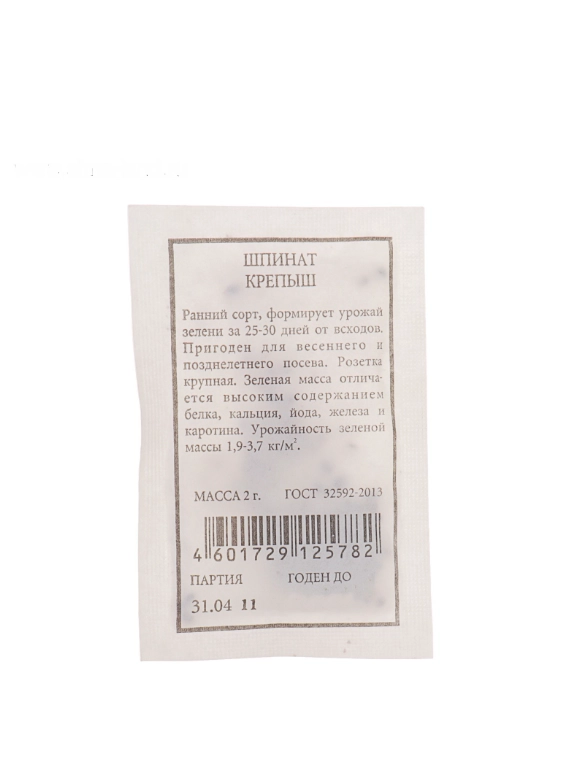 ШПИНАТ
КРЕПЫШ
Ранний сорт, формирует урожай
зелени за 25-30 дней от всходов.
Пригоден для весеннего и
позднелетнего посева. Розетка
крупная. Зеленая масса отлича-
ется высоким содержанием
белка, кальция, йода, железа и
каротина. Урожайность зеленой
массы 1,9-3,7 кг/м².
МАССА 2 г. ГОСТ 32592-2013
4 601729 125782
ПАРТИЯ ГОДЕН ДО
31.04 11